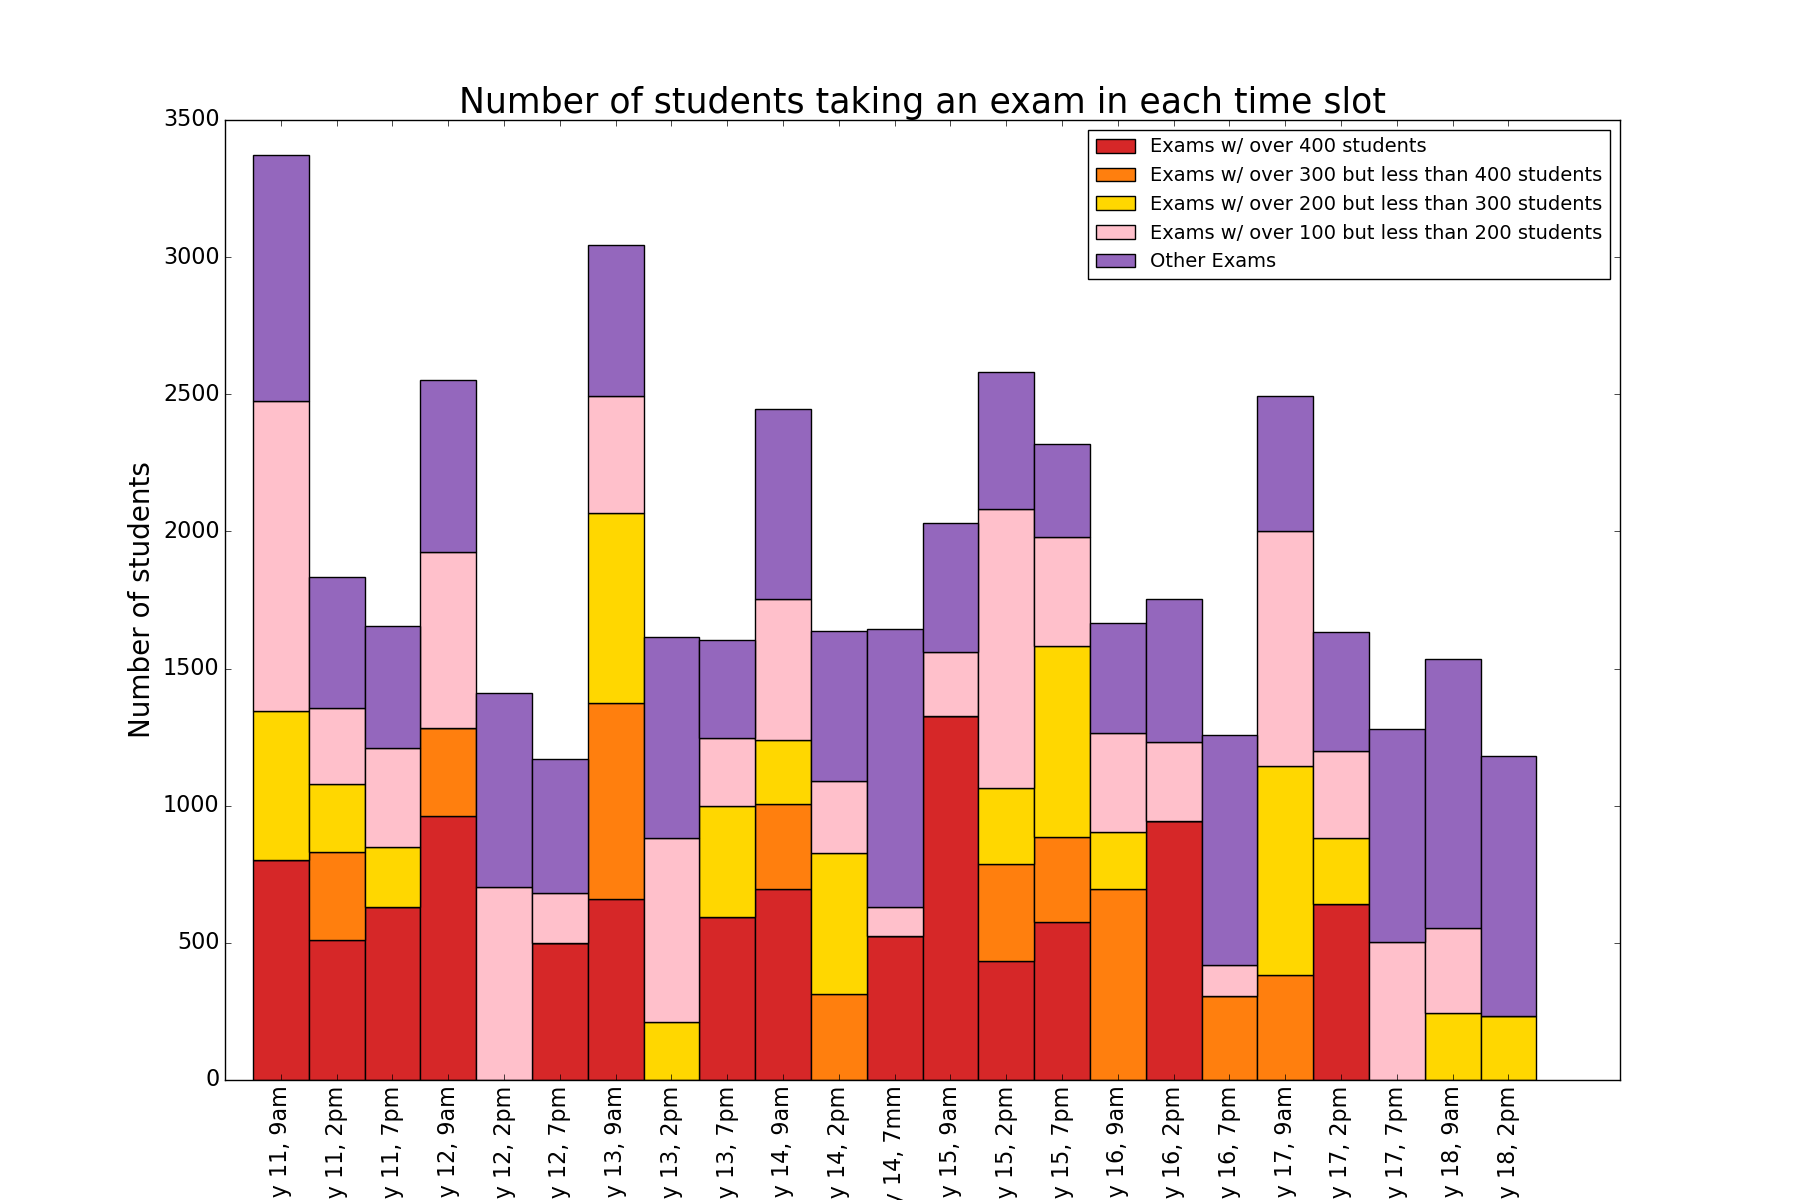 Number of students taking an exam in each time slot
Exams w/ over 400 students
Exams w/ over 300 but less than 400 students
Exams w/ over 200 but less than 300 students
Exams w/ over 100 but less than 200 students
Other Exams
Number of students
3500
3000
2500
2000
1500
1000
500
0
y 11, 9am
y 11, 2pm
y 11, 7pm
y 12, 9am
y 12, 2pm
y 12, 7pm
y 13, 9am
y 13, 2pm
y 13, 7pm
y 14, 9am
y 14, 2pm
y 14, 7mm
y 15, 9am
y 15, 2pm
y 15, 7pm
y 16, 9am
y 16, 2pm
y 16, 7pm
y 17, 9am
y 17, 2pm
y 17, 7pm
y 18, 9am
y 18, 2pm